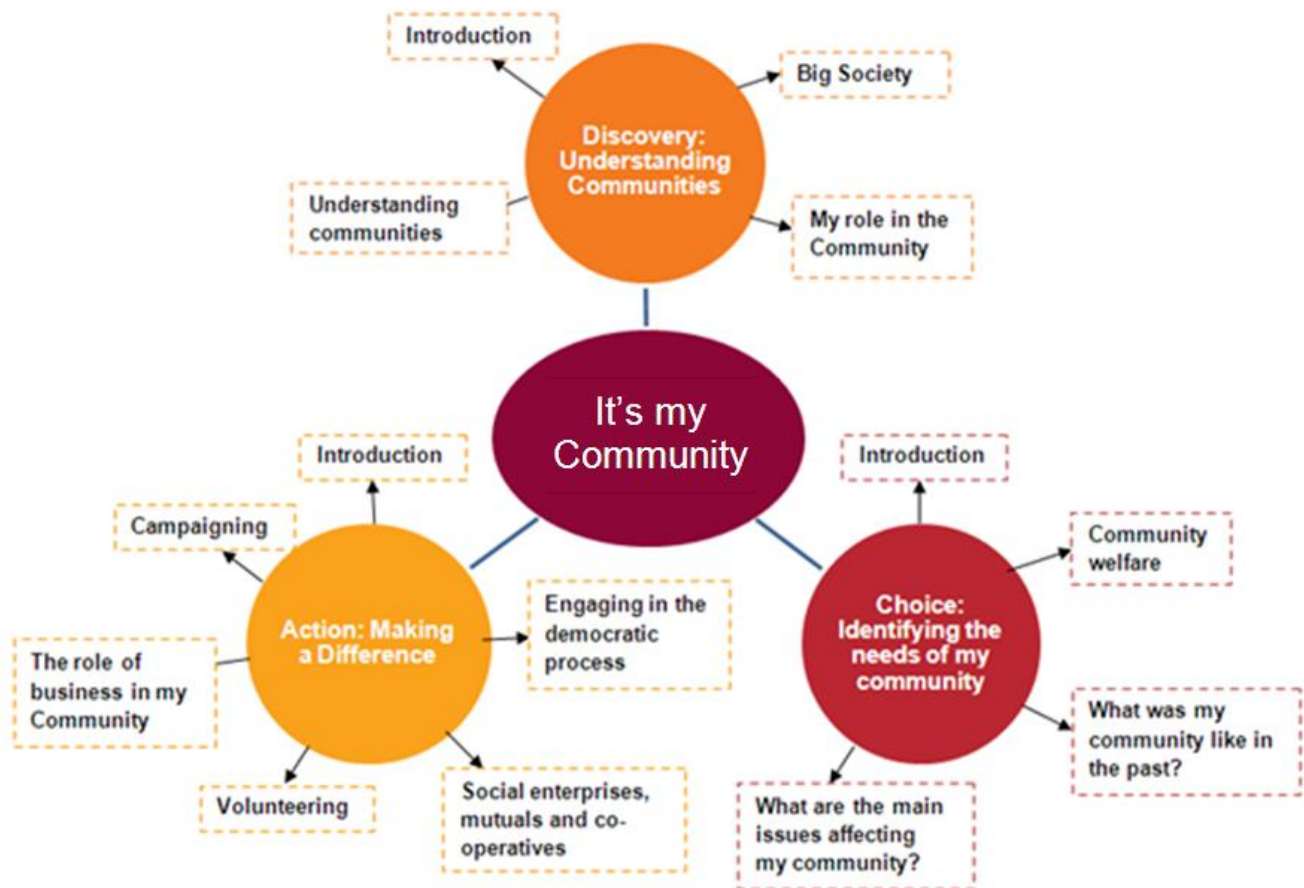 Introduction
Big Society
Discovery:
Understanding
Communities
Understanding
communities
My role in the
Community
It's my
Community
Introduction
Campaigning
Action: Making
a Difference
Engaging in the
democratic
process
The role of
business in my
Community
Volunteering
Social enterprises,
mutuals and co-
operatives
Introduction
Community
welfare
Choice:
Identifying the
needs of my
community
What was my
community like in
the past?
What are the main
issues affecting
my community?